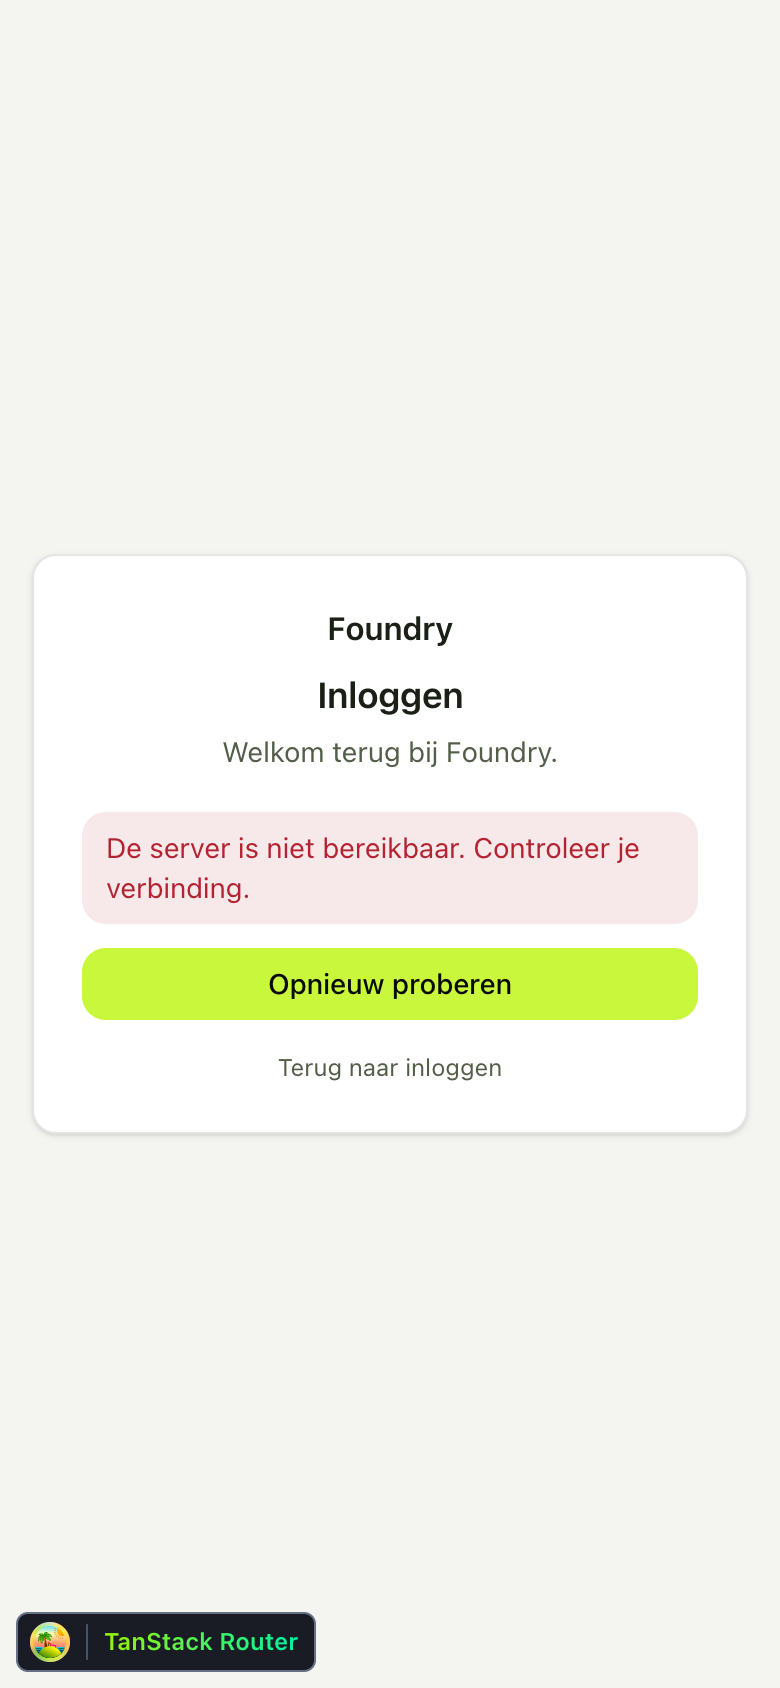 Foundry
Inloggen
Welkom terug bij Foundry.
De server is niet bereikbaar. Controleer je
verbinding.
Opnieuw proberen
Terug naar inloggen
TanStack Router